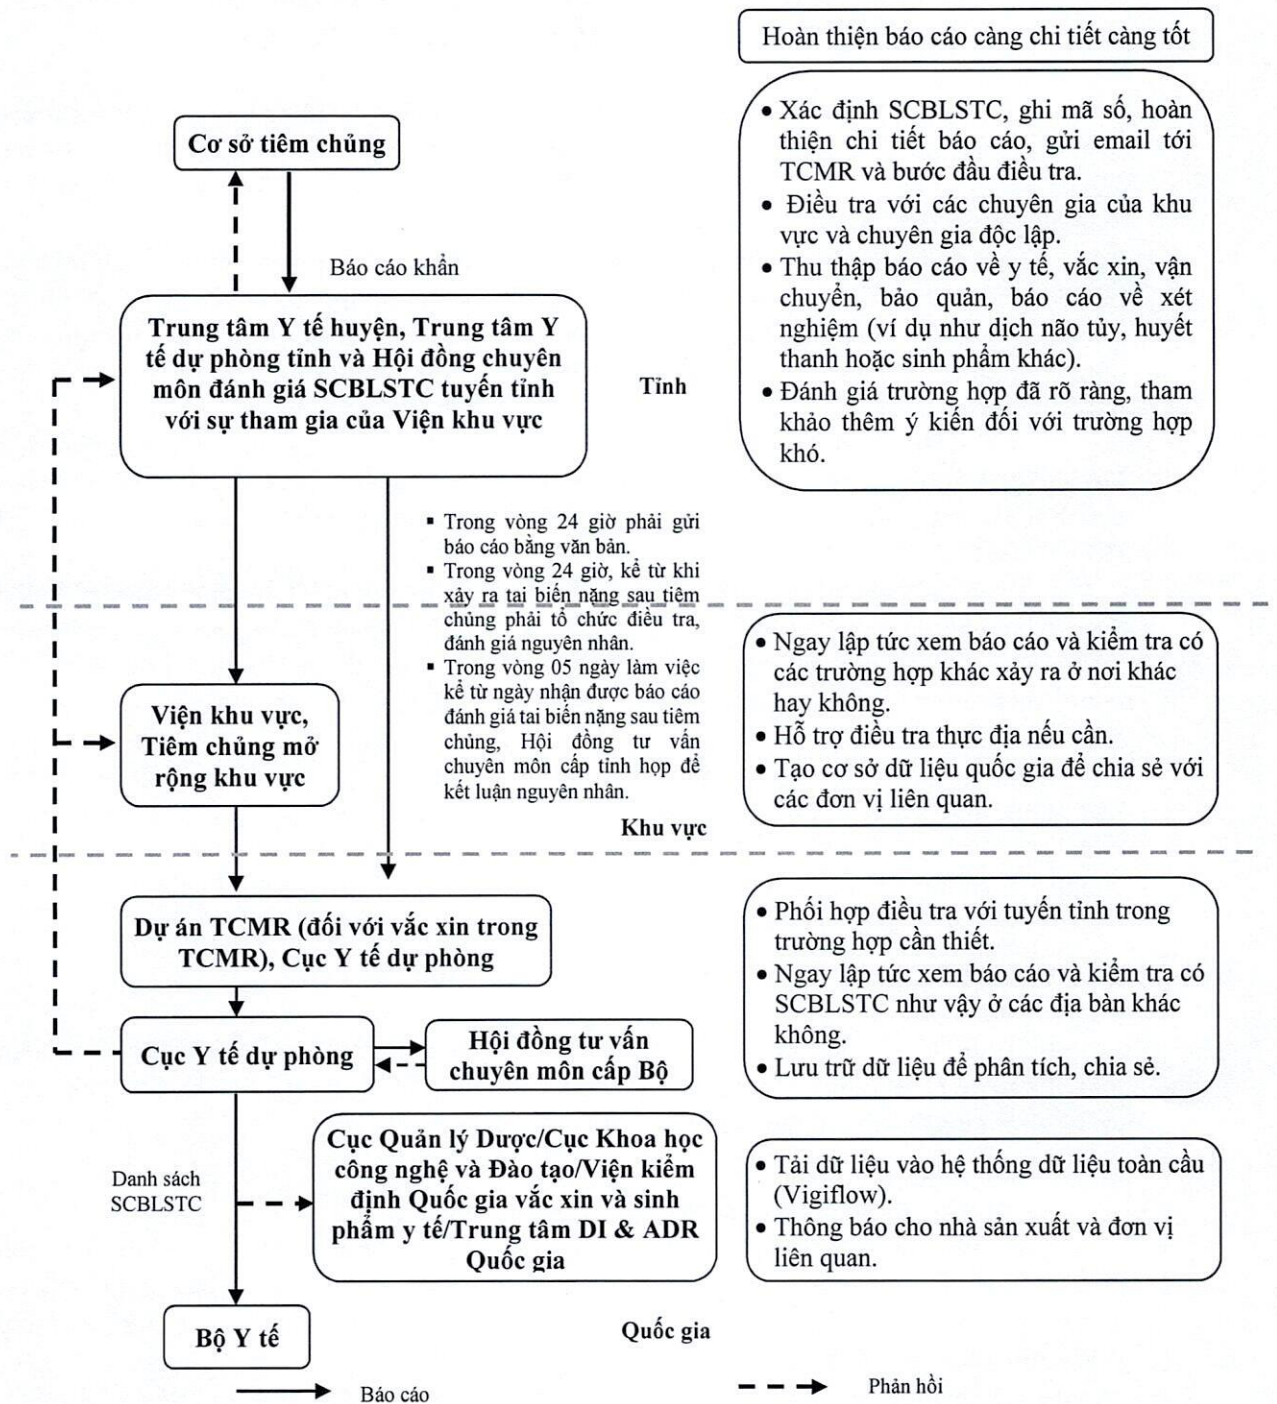 Hoàn thiện báo cáo càng chi tiết càng tốt
Cơ sở tiêm chủng
• Xác định SCBLSTC, ghi mã số, hoàn
thiện chi tiết báo cáo, gửi email tới
TCMR và bước đầu điều tra.
• Điều tra với các chuyên gia của khu
vực và chuyên gia độc lập.
• Thu thập báo cáo về y tế, vắc xin, vận
chuyển, bảo quản, báo cáo về xét
nghiệm (ví dụ như dịch não tủy, huyết
thanh hoặc sinh phẩm khác).
• Đánh giá trường hợp đã rõ ràng, tham
khảo thêm ý kiến đối với trường hợp
khó.
Báo cáo khẩn
Trung tâm Y tế huyện, Trung tâm Y
tế dự phòng tỉnh và Hội đồng chuyên
môn đánh giá SCBLSTC tuyến tỉnh
với sự tham gia của Viện khu vực
Tỉnh
▪ Trong vòng 24 giờ phải gửi
báo cáo bằng văn bản.
▪ Trong vòng 24 giờ, kể từ khi
xảy ra tai biến nặng sau tiêm
chủng phải tổ chức điều tra,
đánh giá nguyên nhân.
▪ Trong vòng 05 ngày làm việc
kể từ ngày nhận được báo cáo
đánh giá tai biến nặng sau tiêm
chủng, Hội đồng tư vấn
chuyên môn cấp tỉnh họp để
kết luận nguyên nhân.
Viện khu vực,
Tiêm chủng mở
rộng khu vực
• Ngay lập tức xem báo cáo và kiểm tra có
các trường hợp khác xảy ra ở nơi khác
hay không.
• Hỗ trợ điều tra thực địa nếu cần.
• Tạo cơ sở dữ liệu quốc gia để chia sẻ với
các đơn vị liên quan.
Khu vực
Dự án TCMR (đối với vắc xin trong
TCMR), Cục Y tế dự phòng
• Phối hợp điều tra với tuyến tỉnh trong
trường hợp cần thiết.
• Ngay lập tức xem báo cáo và kiểm tra có
SCBLSTC như vậy ở các địa bàn khác
không.
• Lưu trữ dữ liệu để phân tích, chia sẻ.
Cục Y tế dự phòng
Hội đồng tư vấn
chuyên môn cấp Bộ
Danh sách
SCBLSTC
Cục Quản lý Dược/Cục Khoa học
công nghệ và Đào tạo/Viện kiểm
định Quốc gia vắc xin và sinh
phẩm y tế/Trung tâm DI & ADR
Quốc gia
• Tải dữ liệu vào hệ thống dữ liệu toàn cầu
(Vigiflow).
• Thông báo cho nhà sản xuất và đơn vị
liên quan.
Bộ Y tế
Quốc gia
Báo cáo
Phản hồi